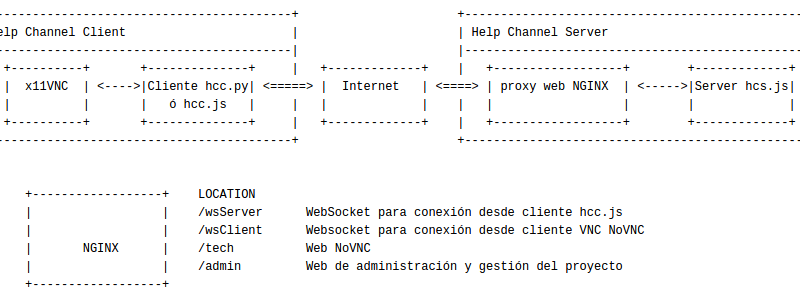 elp Channel Client
Help Channel Server
x11VNC <---->Cliente hcc.py <=====> Internet <====> proxy web NGINX <----->Server hcs.js
ó hcc.js
LOCATION
/wsServer WebSocket para conexión desde cliente hcc.js
/wsClient Websocket para conexión desde cliente VNC NoVNC
NGINX /tech Web NoVNC
/admin Web de administración y gestión del proyecto